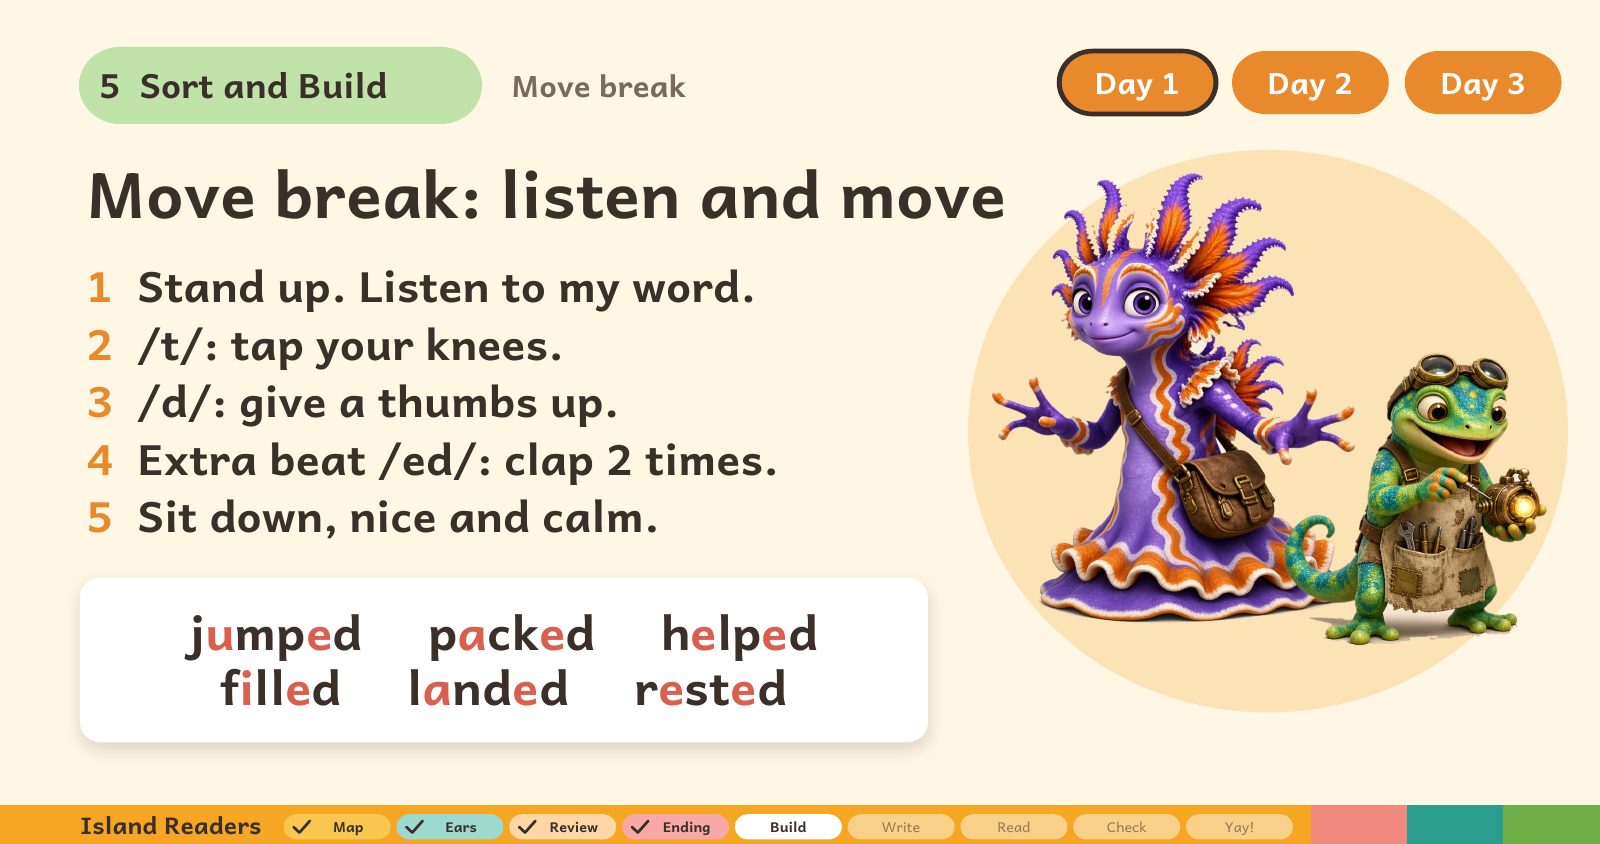 5 Sort and Build
Move break
Day 1
Day 2
Day 3
Move break: listen and move
1 Stand up. Listen to my word.
2 /t/: tap your knees.
3 /d/: give a thumbs up.
4 Extra beat /ed/: clap 2 times.
5 Sit down, nice and calm.
jumped packed helped
filled landed rested
Island Readers
Map
Ears
Review
Ending
Build
Write
Read
Check
Yay!